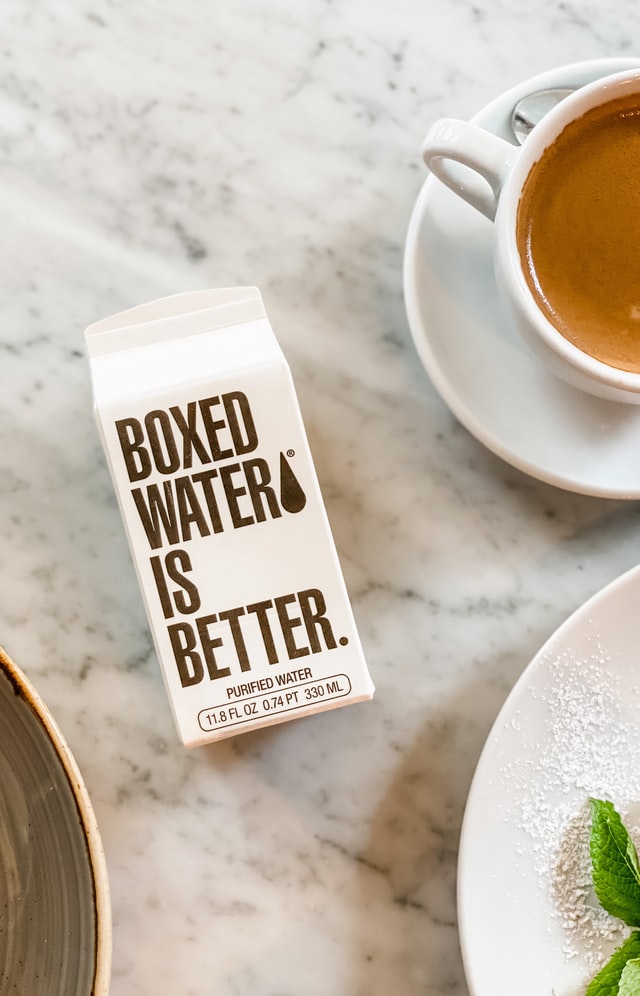 BOXED
WATER®
IS
BETTER.
PURIFIED WATER
11.8 FL OZ 0.74 PT 330 ML